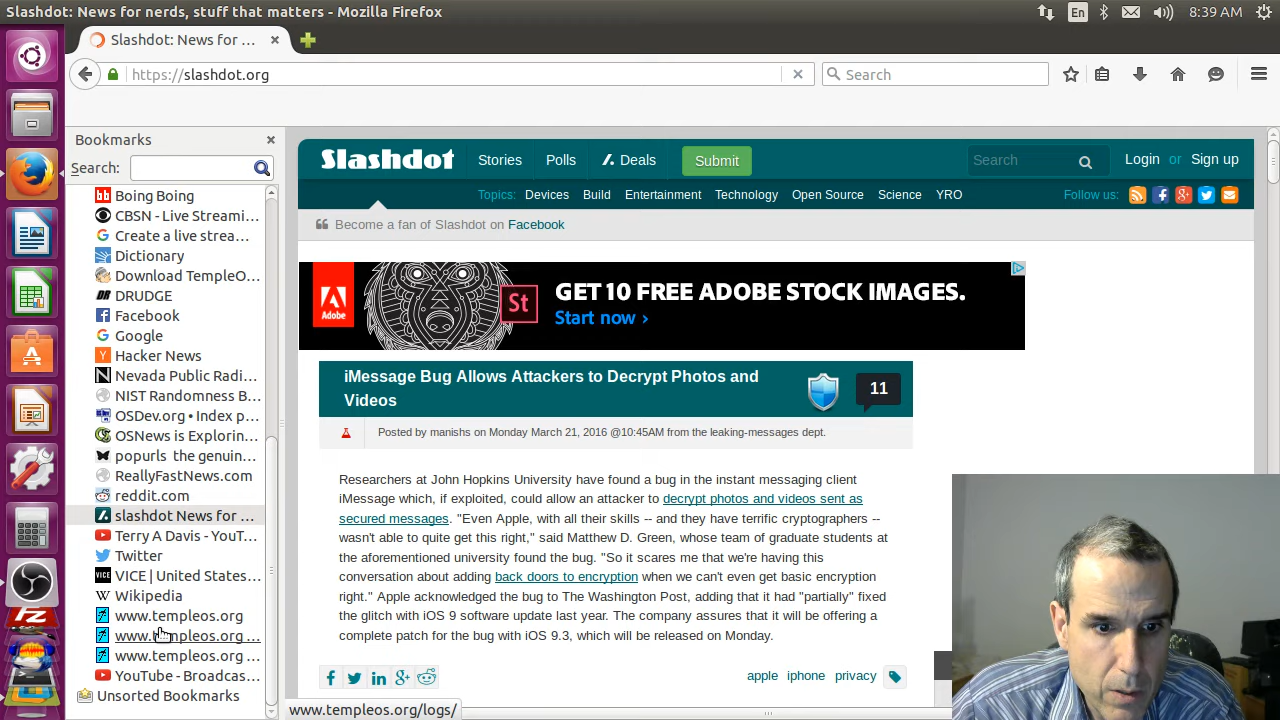 Slashdot: News for nerds, stuff that matters - Mozilla Firefox
En
8:39 AM
Slashdot: News for ...
https://slashdot.org
Search
Bookmarks
Search:
Boing Boing
CBSN - Live Streami...
Create a live strea...
Dictionary
Download TempleO...
DRUDGE
Facebook
Google
Hacker News
Nevada Public Radi...
NIST Randomness B...
OSDev.org • Index p...
OSNews is Explorin...
popurls the genuin...
ReallyFastNews.com
reddit.com
slashdot News for ...
Terry A Davis - YouT...
Twitter
VICE | United States...
Wikipedia
www.templeos.org
www.templeos.org ...
www.templeos.org ...
YouTube - Broadcas...
Unsorted Bookmarks
Slashdot
Stories
Polls
Deals
Submit
Search
Login or Sign up
Topics: Devices Build Entertainment Technology Open Source Science YRO
Follow us:
Become a fan of Slashdot on Facebook
Adobe
St
GET 10 FREE ADOBE STOCK IMAGES.
Start now ›
iMessage Bug Allows Attackers to Decrypt Photos and
Videos
11
Posted by manishs on Monday March 21, 2016 @10:45AM from the leaking-messages dept.
Researchers at John Hopkins University have found a bug in the instant messaging client
iMessage which, if exploited, could allow an attacker to decrypt photos and videos sent as
secured messages. "Even Apple, with all their skills -- and they have terrific cryptographers --
wasn't able to quite get this right," said Matthew D. Green, whose team of graduate students at
the aforementioned university found the bug. "So it scares me that we're having this
conversation about adding back doors to encryption when we can't even get basic encryption
right." Apple attributed the bug to The Washington Post, adding that it had "partially" fixed
the glitch with iOS 9 software update last year. The company assures that it will be offering a
complete patch for the bug with iOS 9.3, which will be released on Monday.
apple iphone privacy
www.templeos.org/logs/